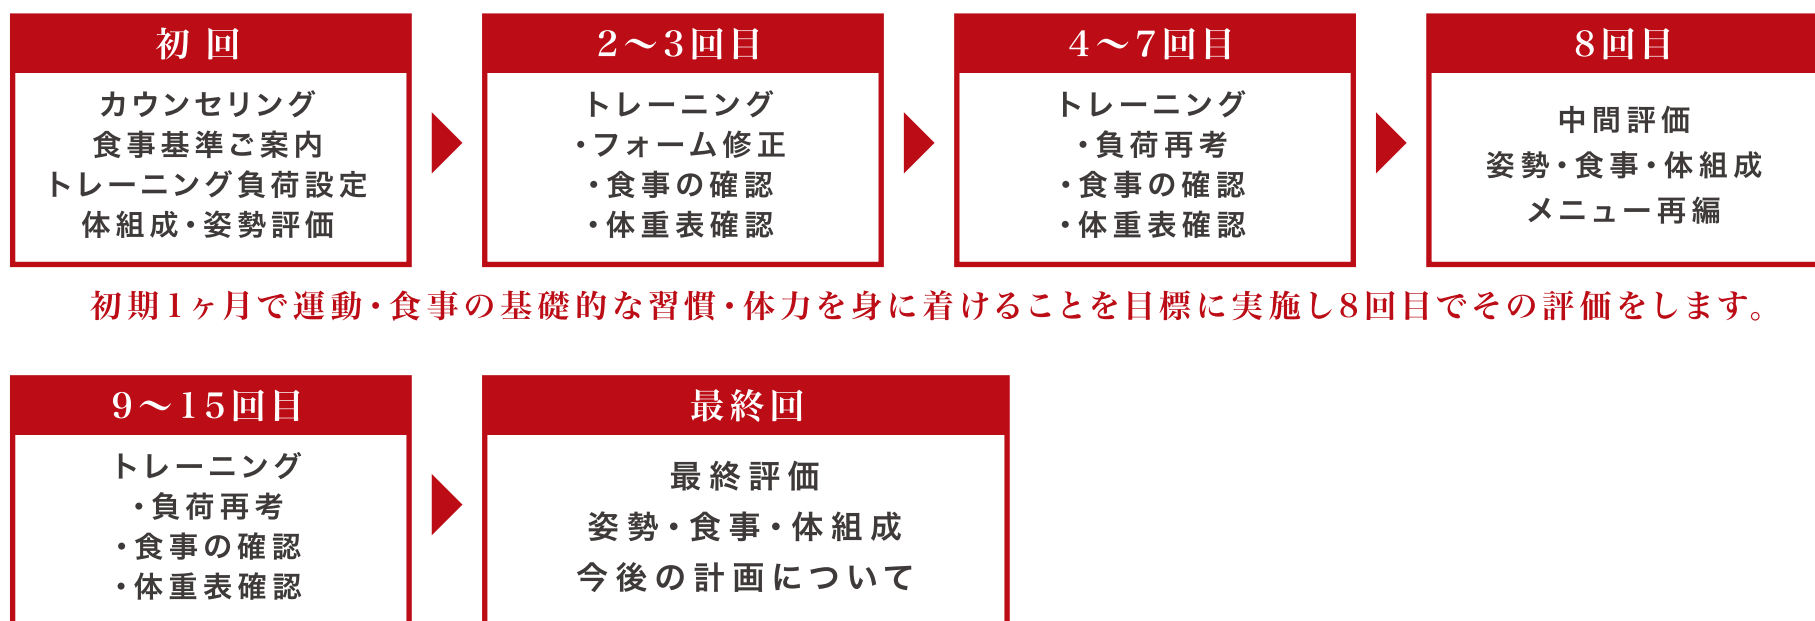 初回
カウンセリング
食事基準ご案内
トレーニング負荷設定
体組成・姿勢評価
2〜3回目
トレーニング
・フォーム修正
・食事の確認
・体重表確認
4〜7回目
トレーニング
・負荷再考
・食事の確認
・体重表確認
8回目
中間評価
姿勢・食事・体組成
メニュー再編
初期1ヶ月で運動・食事の基礎的な習慣・体力を身に着けることを目標に実施し8回目でその評価をします。
9〜15回目
トレーニング
・負荷再考
・食事の確認
・体重表確認
最終回
最終評価
姿勢・食事・体組成
今後の計画について